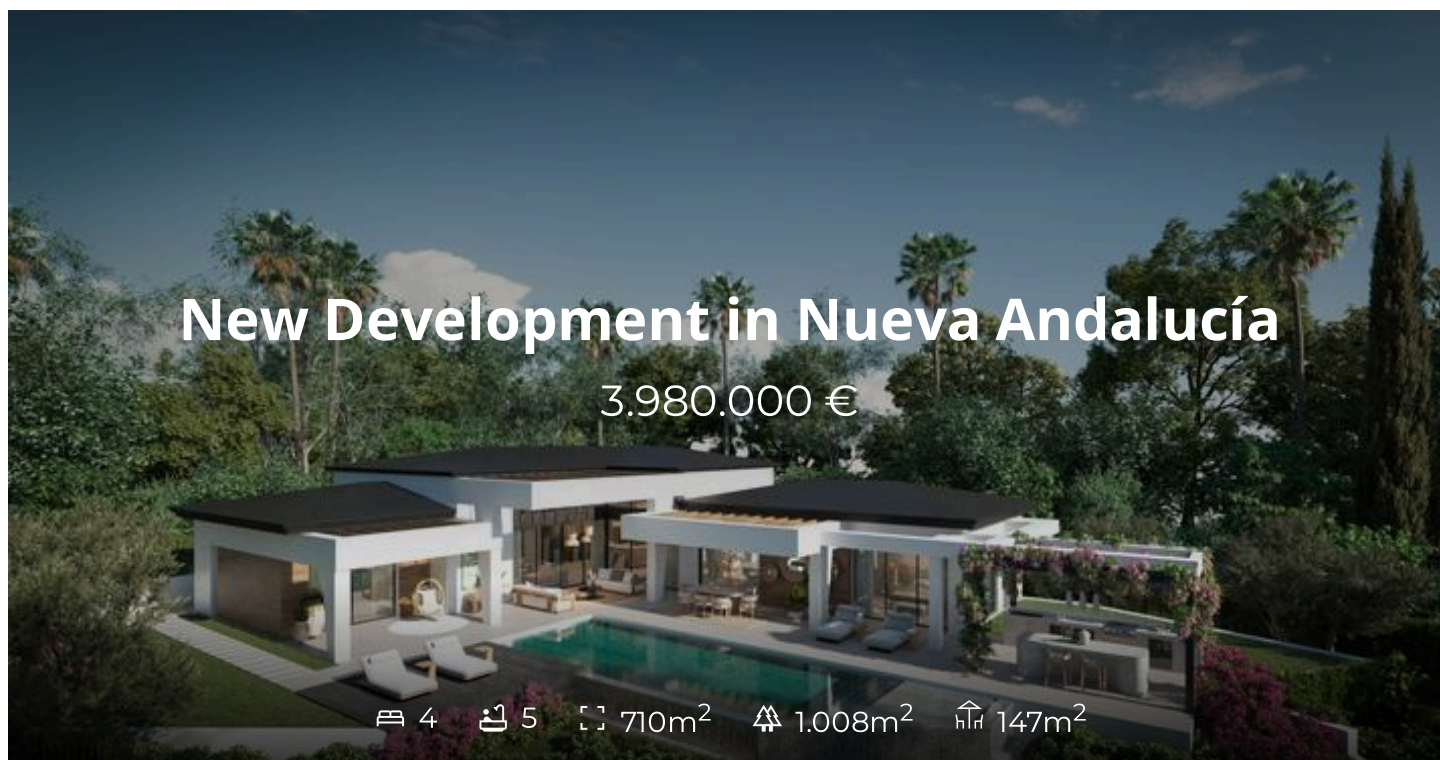 New Development in Nueva Andalucía
3.980.000 €
4 5 710m² 1.008m² 147m²